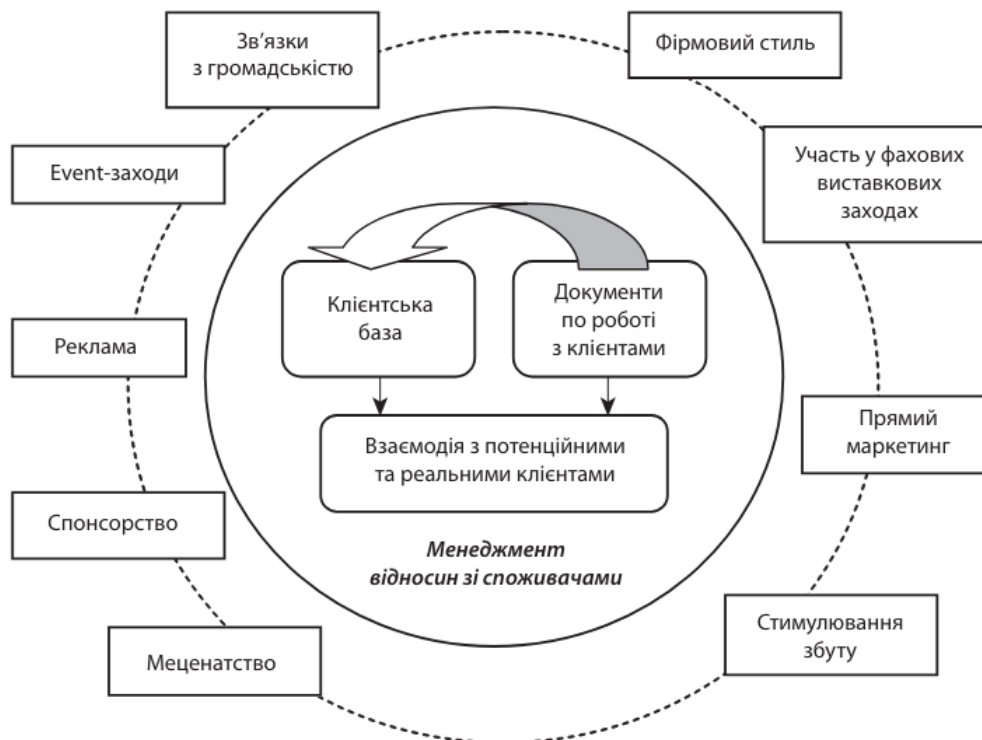 Зв’язки
з громадськістю
Фірмовий стиль
Event-заходи
Участь у фахових
виставкових
заходах
Клієнтська
база
Документи
по роботі
з клієнтами
Реклама
Прямий
маркетинг
Взаємодія з потенційними
та реальними клієнтами
Спонсорство
Менеджмент
відносин зі споживачами
Стимулювання
збуту
Меценатство